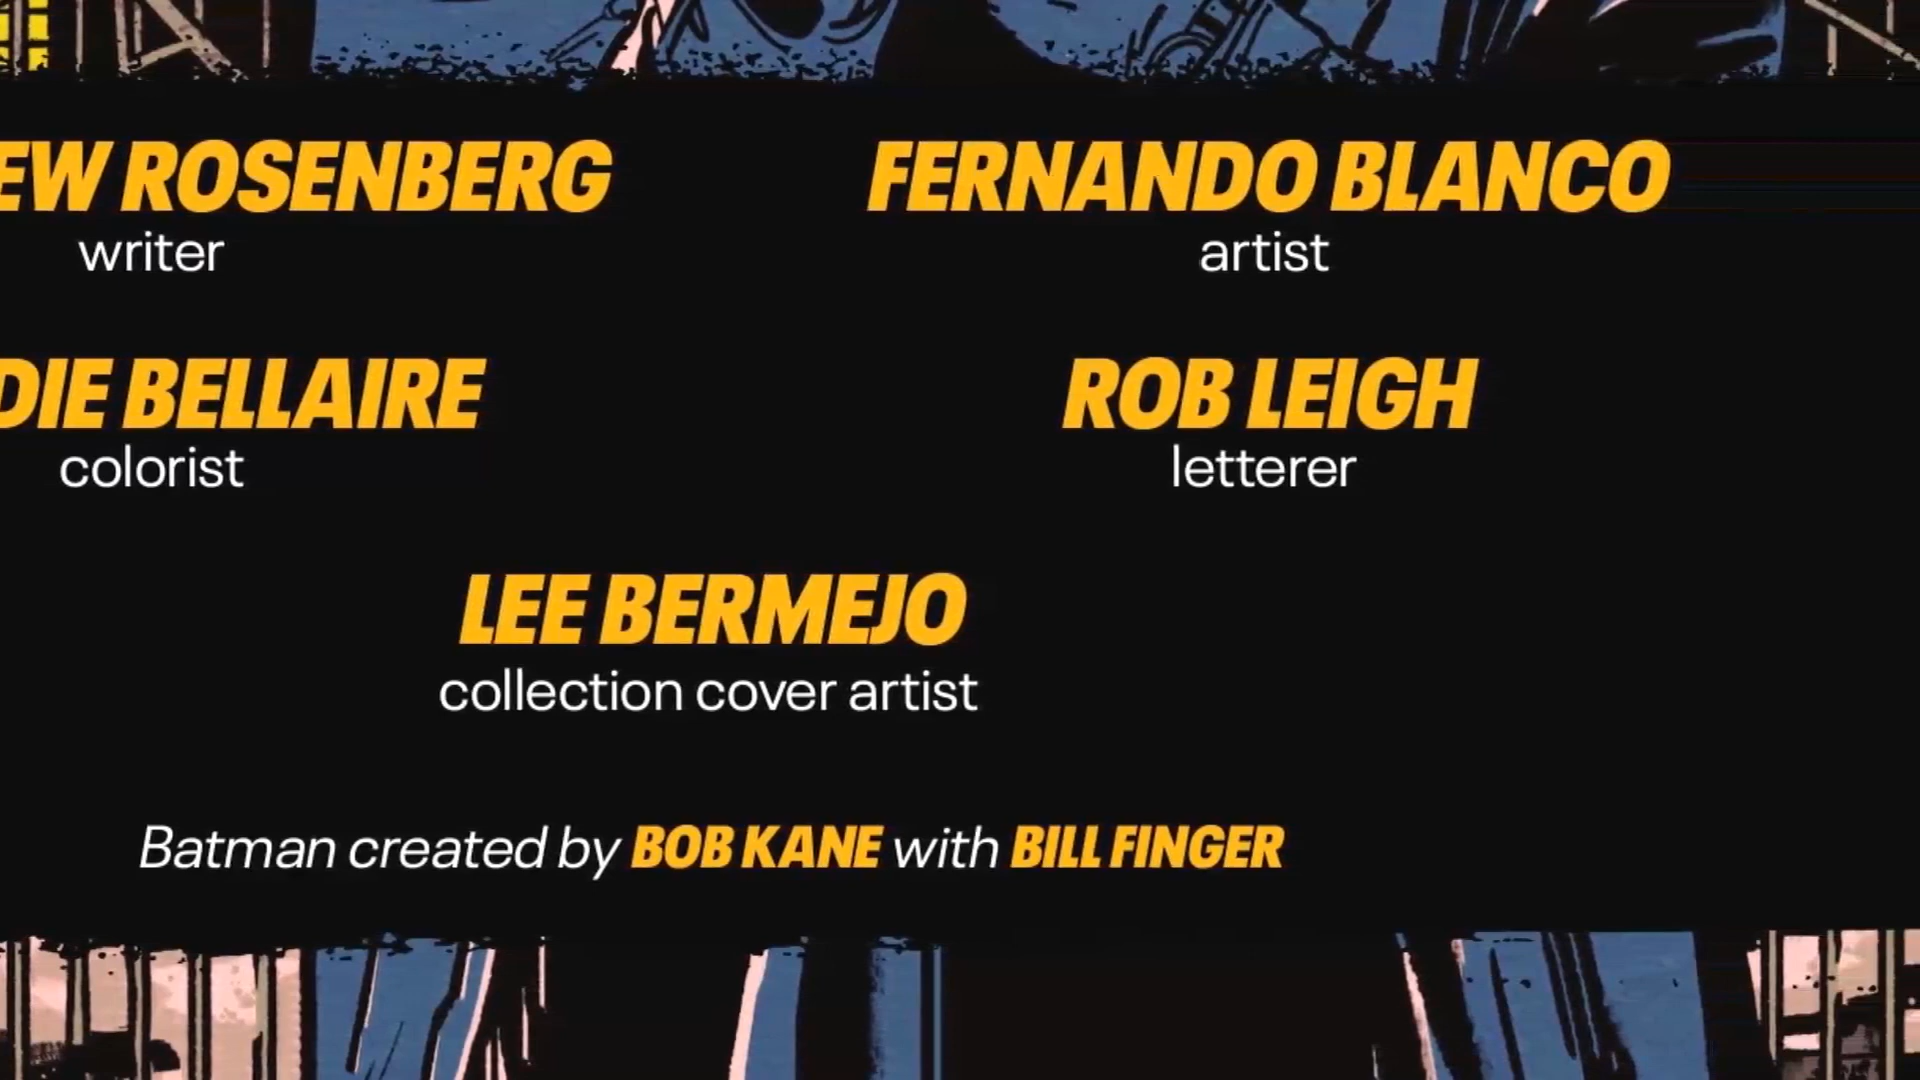 EW ROSENBERG
writer
FERNANDO BLANCO
artist
DIE BELLAIRE
colorist
ROB LEIGH
letterer
LEE BERMEJO
collection cover artist
Batman created by BOB KANE with BILL FINGER